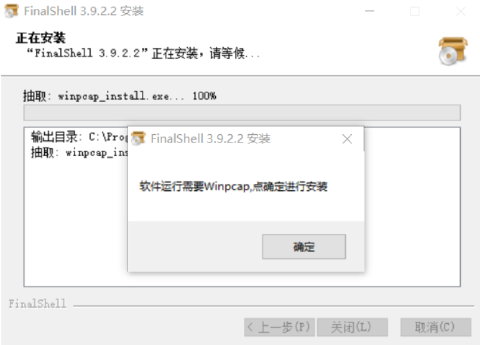 FinalShell 3.9.2.2 安装
正在安装
“FinalShell 3.9.2.2”正在安装，请等候...
抽取: winpcap_install.exe... 100%
输出目录: C:\Prog
抽取: winpcap_ins
FinalShell 3.9.2.2 安装
软件运行需要Winpcap,点确定进行安装
确定
FinalShell
< 上一步(P) 关闭(L) 取消(C)